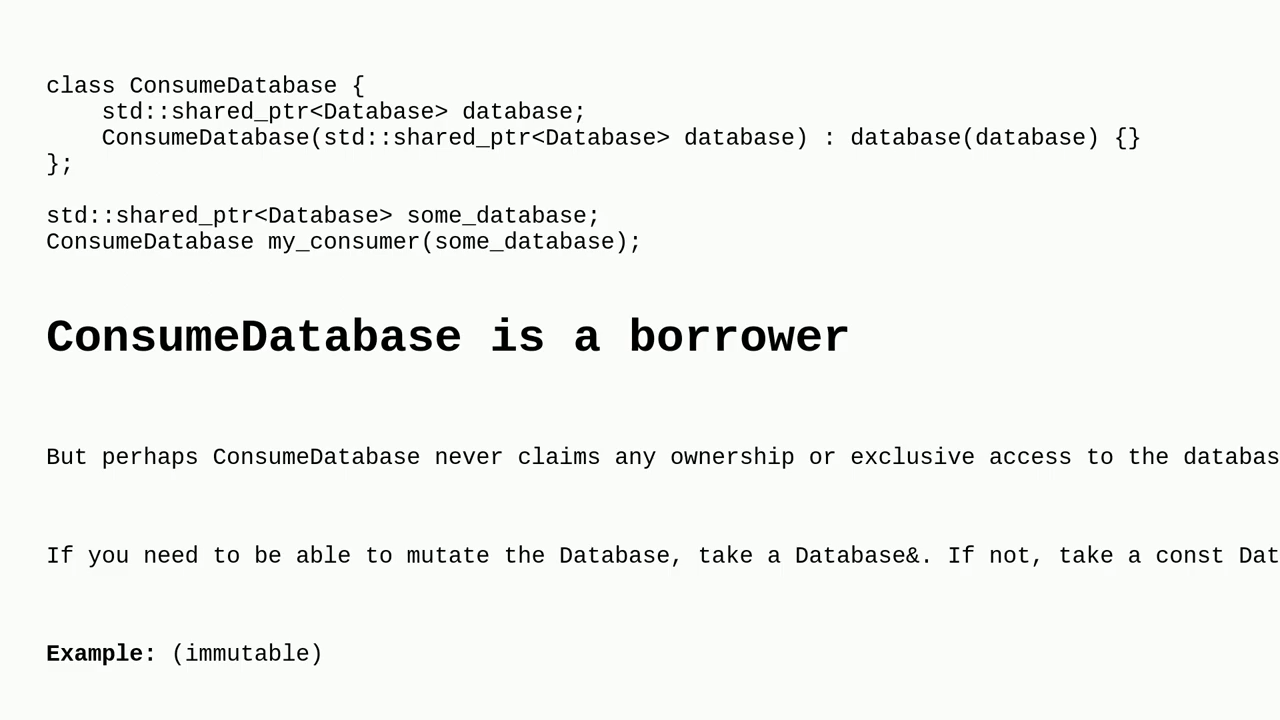 class ConsumeDatabase {
    std::shared_ptr<Database> database;
    ConsumeDatabase(std::shared_ptr<Database> database) : database(database) {}
};
std::shared_ptr<Database> some_database;
ConsumeDatabase my_consumer(some_database);
ConsumeDatabase is a borrower
But perhaps ConsumeDatabase never claims any ownership or exclusive access to the databas
If you need to be able to mutate the Database, take a Database&. If not, take a const Dat
Example: (immutable)